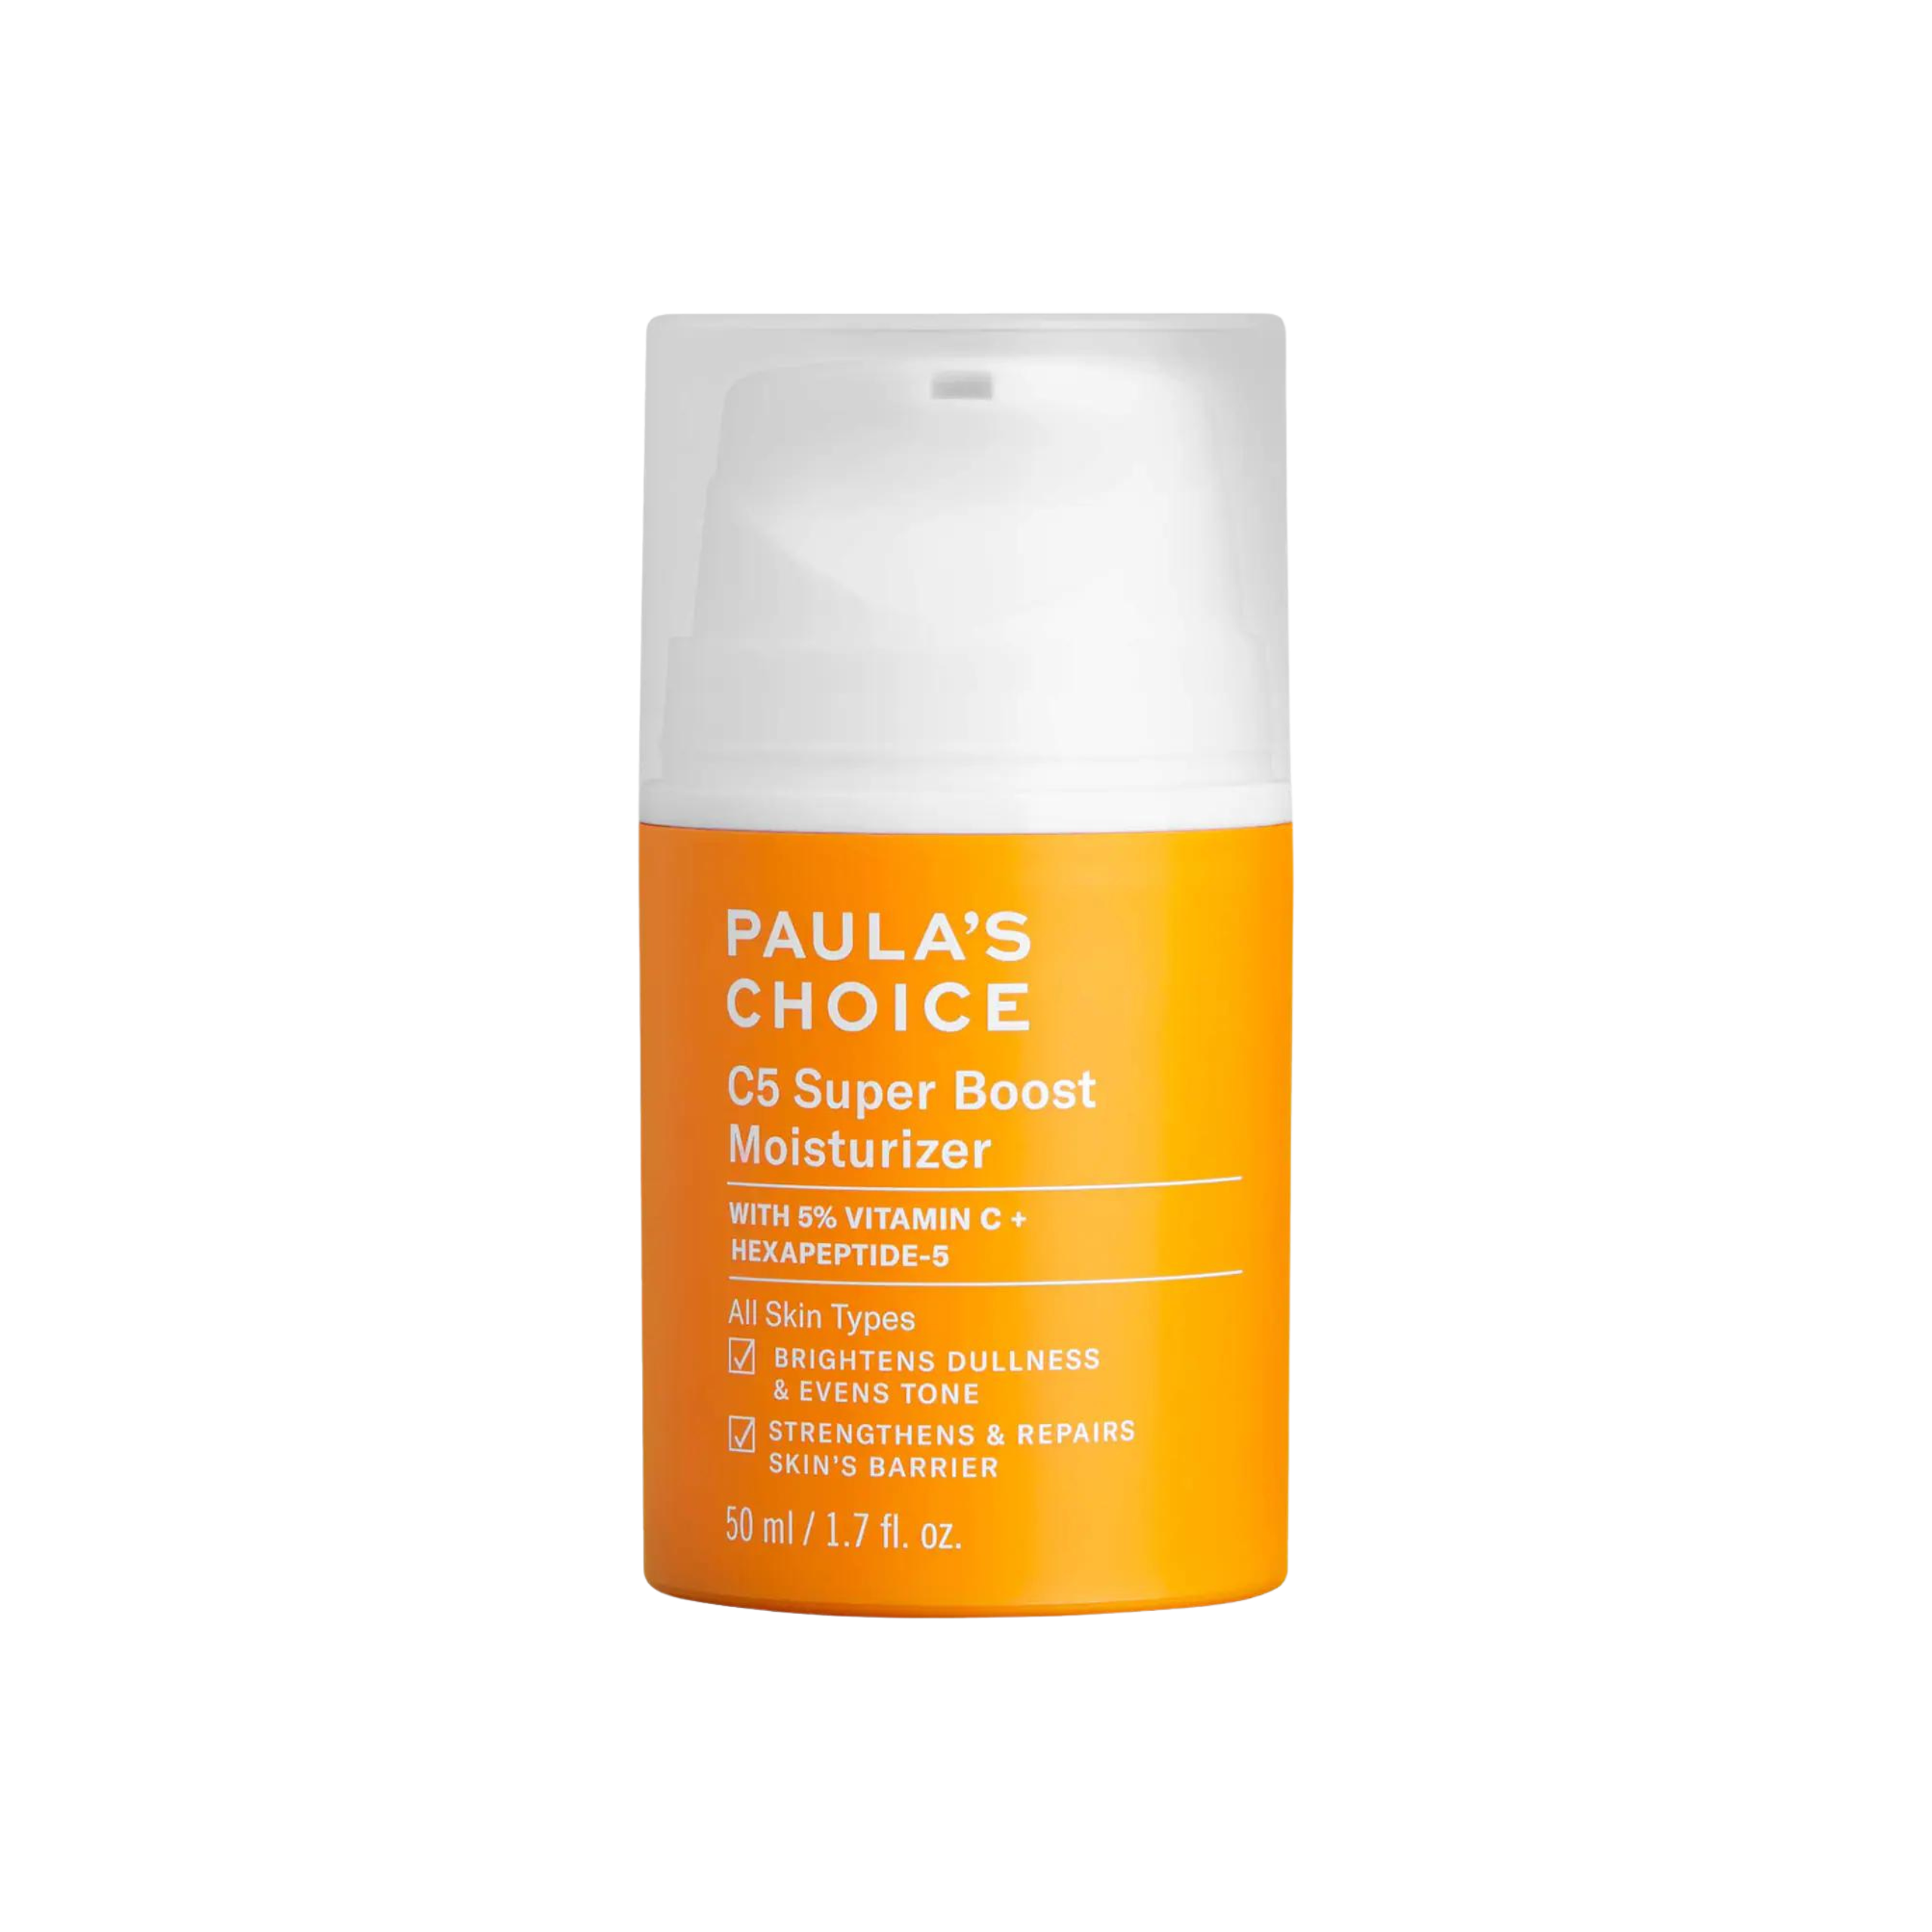 PAULA'S
CHOICE
C5 Super Boost
Moisturizer
WITH 5% VITAMIN C +
HEXAPEPTIDE-5
All Skin Types
BRIGHTENS DULLNESS
& EVENS TONE
STRENGTHENS & REPAIRS
SKIN'S BARRIER
50 ml / 1.7 fl. oz.